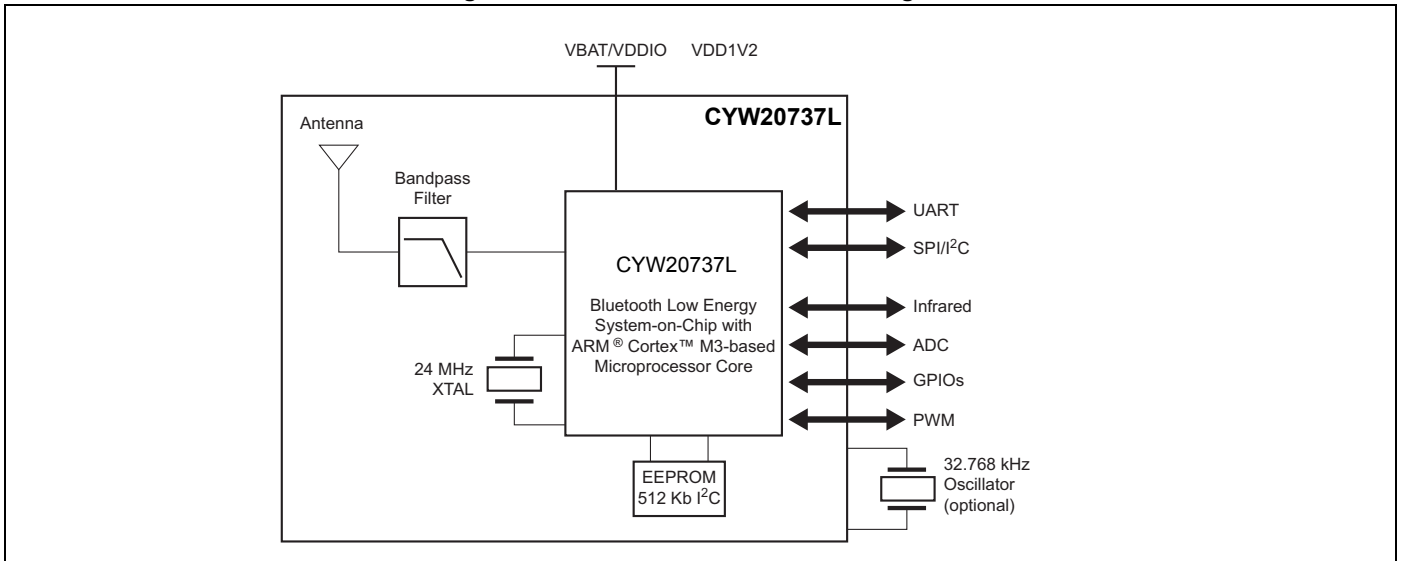 VBAT/VDDIO VDD1V2
CYW20737L
Antenna
Bandpass
Filter
CYW20737L
Bluetooth Low Energy
System-on-Chip with
ARM ® Cortex™ M3-based
Microprocessor Core
24 MHz
XTAL
EEPROM
512 Kb I²C
UART
SPI/I²C
Infrared
ADC
GPIOs
PWM
32.768 kHz
Oscillator
(optional)